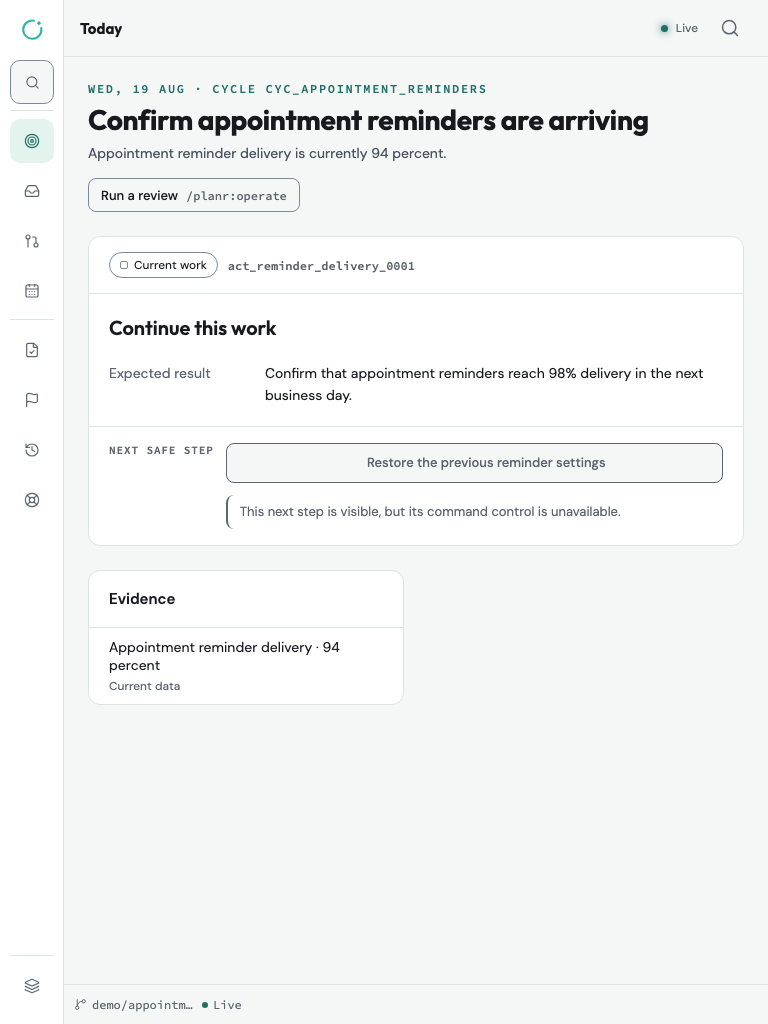 Today
Live
WED, 19 AUG · CYCLE CYC_APPOINTMENT_REMINDERS
Confirm appointment reminders are arriving
Appointment reminder delivery is currently 94 percent.
Run a review /planr:operate
Current work act_reminder_delivery_0001
Continue this work
Expected result
Confirm that appointment reminders reach 98% delivery in the next
business day.
NEXT SAFE STEP
Restore the previous reminder settings
This next step is visible, but its command control is unavailable.
Evidence
Appointment reminder delivery · 94
percent
Current data
demo/appointm… Live